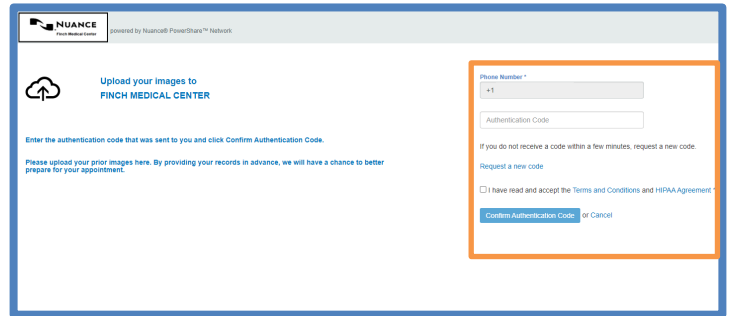 NUANCE
Finch Medical Center
powered by Nuance® PowerShare™ Network
Upload your images to
FINCH MEDICAL CENTER
Enter the authentication code that was sent to you and click Confirm Authentication Code.
Please upload your prior images here. By providing your records in advance, we will have a chance to better
prepare for your appointment.
Phone Number *
+1
Authentication Code
If you do not receive a code within a few minutes, request a new code.
Request a new code
I have read and accept the Terms and Conditions and HIPAA Agreement *
Confirm Authentication Code or Cancel